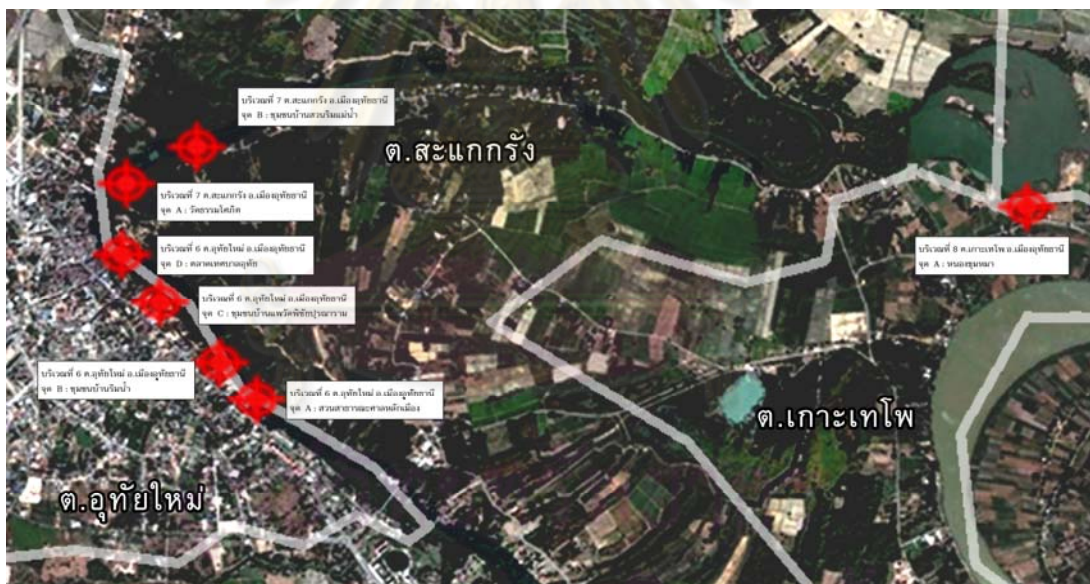 บริเวณที่ 7 ต.สะแกกรัง อ.เมืองอุทัยธานี
จุด B : ชุมชนบ้านสวนริมแม่น้ำ
ต.สะแกกรัง
บริเวณที่ 7 ต.สะแกกรัง อ.เมืองอุทัยธานี
จุด A : วัดธรรมโศภิต
บริเวณที่ 6 ต.อุทัยใหม่ อ.เมืองอุทัยธานี
จุด D : ตลาดเทศบาลอุทัย
บริเวณที่ 8 ต.เกาะเทโพ อ.เมืองอุทัยธานี
จุด A : หนองขุมหมา
บริเวณที่ 6 ต.อุทัยใหม่ อ.เมืองอุทัยธานี
จุด C : ชุมชนบ้านแพวัดพิชัยปุรณาราม
บริเวณที่ 6 ต.อุทัยใหม่ อ.เมืองอุทัยธานี
จุด B : ชุมชนบ้านริมน้ำ
บริเวณที่ 6 ต.อุทัยใหม่ อ.เมืองอุทัยธานี
จุด A : สวนสาธารณะศาลหลักเมือง
ต.เกาะเทโพ
ต.อุทัยใหม่